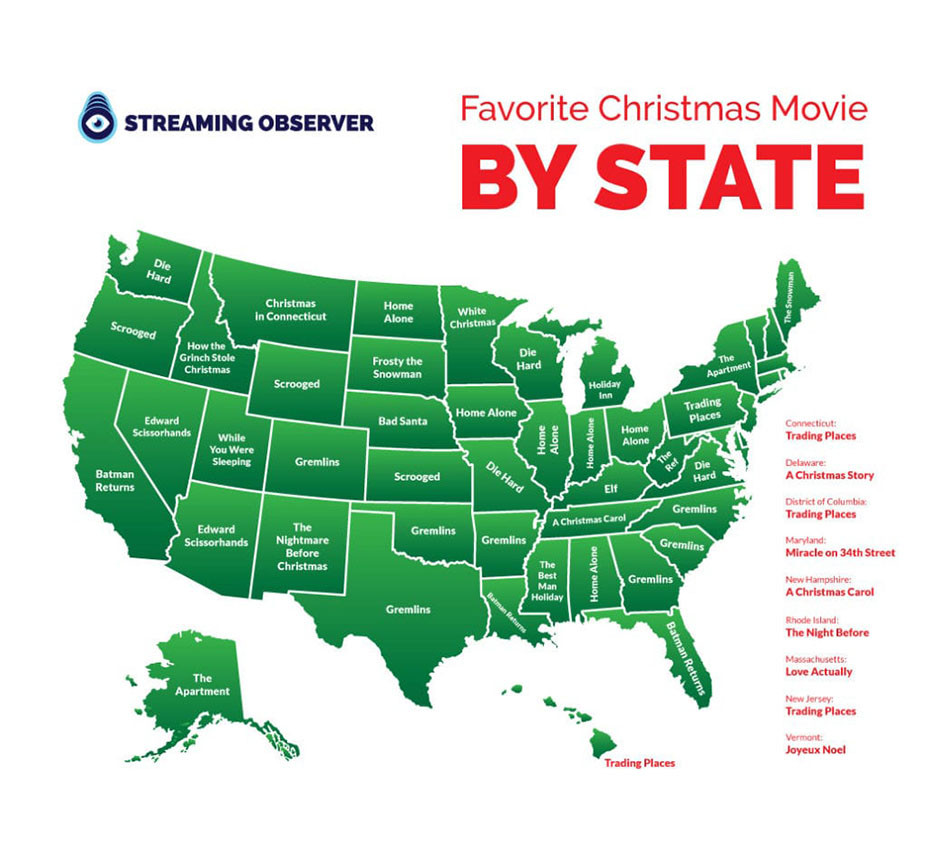 STREAMING OBSERVER
Favorite Christmas Movie
BY STATE
Die
Hard
Scrooged
How the
Grinch Stole
Christmas
Christmas
in Connecticut
Home
Alone
White
Christmas
Die
Hard
Holiday
Inn
The
Apartment
The Snowman
Scrooged
Frosty the
Snowman
Bad Santa
Home Alone
Home
Alone
Home Alone
Home
Alone
Trading
Places
Batman
Returns
Edward
Scissorhands
While
You Were
Sleeping
Gremlins
Scrooged
Die Hard
Elf
The
Ref
Die
Hard
Edward
Scissorhands
The
Nightmare
Before
Christmas
Gremlins
Gremlins
A Christmas Carol
Gremlins
Gremlins
Gremlins
Batman Returns
The
Best
Man
Holiday
Home Alone
Gremlins
Batman Returns
The
Apartment
Trading Places
Connecticut:
Trading Places
Delaware:
A Christmas Story
District of Columbia:
Trading Places
Maryland:
Miracle on 34th Street
New Hampshire:
A Christmas Carol
Rhode Island:
The Night Before
Massachusetts:
Love Actually
New Jersey:
Trading Places
Vermont:
Joyeux Noel